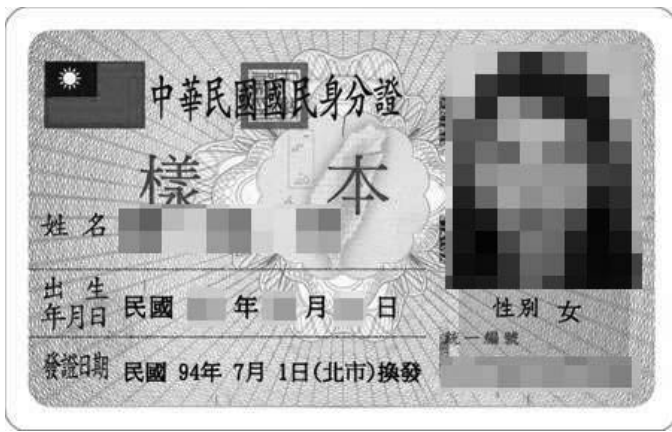 中華民國國民身分證
樣本
姓名
出生年月日 民國 年 月 日
性別 女
統一編號
發證日期 民國 94年 7月 1日(北市)換發